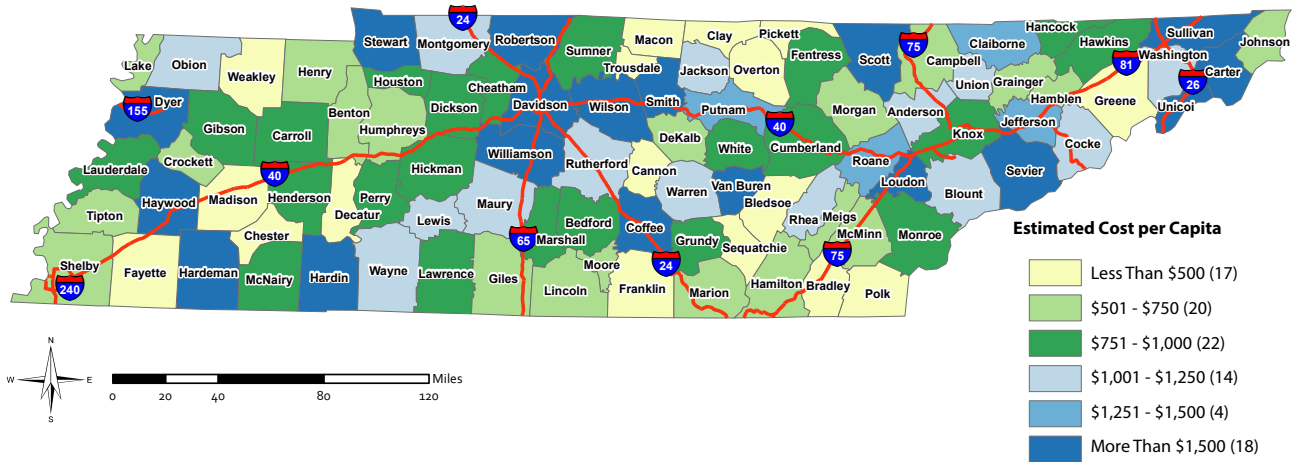 24
75
81
26
155
40
40
65
24
75
240
Lake
Obion
Weakley
Henry
Stewart
Montgomery
Robertson
Sumner
Macon
Trousdale
Clay
Pickett
Jackson
Overton
Fentress
Scott
Campbell
Claiborne
Hancock
Hawkins
Sullivan
Johnson
Washington
Carter
Unicoi
Greene
Union
Grainger
Hamblen
Jefferson
Cocke
Dyer
Gibson
Carroll
Benton
Houston
Humphreys
Dickson
Cheatham
Davidson
Wilson
Smith
Putnam
DeKalb
White
Cumberland
Morgan
Anderson
Knox
Roane
Loudon
Blount
Sevier
Lauderdale
Crockett
Haywood
Madison
Henderson
Decatur
Perry
Hickman
Williamson
Rutherford
Cannon
Warren
Van Buren
Bledsoe
Rhea
Meigs
McMinn
Monroe
Tipton
Chester
Lewis
Maury
Marshall
Bedford
Coffee
Grundy
Sequatchie
Shelby
Fayette
Hardeman
McNairy
Hardin
Wayne
Lawrence
Giles
Lincoln
Moore
Franklin
Marion
Hamilton
Bradley
Polk
Estimated Cost per Capita
Less Than $500 (17)
$501 - $750 (20)
$751 - $1,000 (22)
$1,001 - $1,250 (14)
$1,251 - $1,500 (4)
More Than $1,500 (18)
N
W
E
S
Miles
0 20 40 80 120